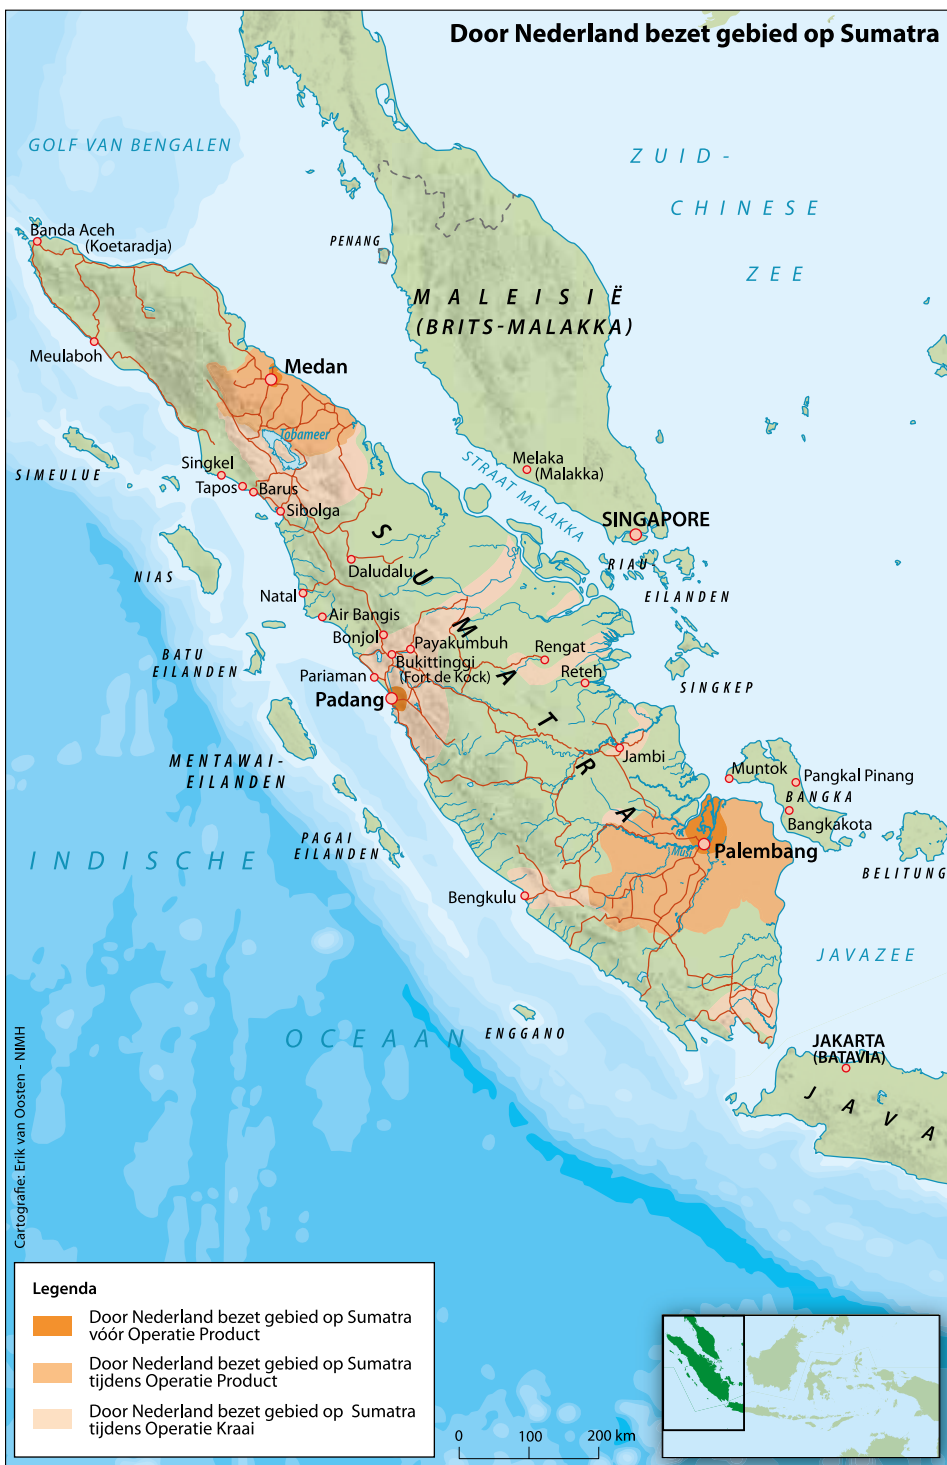 Door Nederland bezet gebied op Sumatra
GOLF VAN BENGALEN
ZUID-
CHINESE
ZEE
Banda Aceh
(Koetaradja)
PENANG
MALEISIË
(BRITS-MALAKKA)
Meulaboh
Medan
Tobameer
SIMEULUE
Singkel
Tapos
Barus
Sibolga
Melaka
(Malakka)
STRAAT MALAKKA
SINGAPORE
RIAU
EILANDEN
NIAS
Daludalu
Natal
Air Bangis
Bonjol
Payakumbuh
Bukittinggi
(Fort de Kock)
Rengat
Reteh
BATU
EILANDEN
Pariaman
Padang
SINGKEP
SUMATRA
MENTAWAI-
EILANDEN
Jambi
Muntok
Pangkal Pinang
BANGKA
Bangkakota
PAGAI
EILANDEN
Musi
Palembang
BELITUNG
INDISCHE
Bengkulu
JAVAZEE
OCEAAN
ENGGANO
JAKARTA
(BATAVIA)
JAVA
Cartografie: Erik van Oosten - NIMH
Legenda
Door Nederland bezet gebied op Sumatra
vóór Operatie Product
Door Nederland bezet gebied op Sumatra
tijdens Operatie Product
Door Nederland bezet gebied op Sumatra
tijdens Operatie Kraai
0 100 200 km